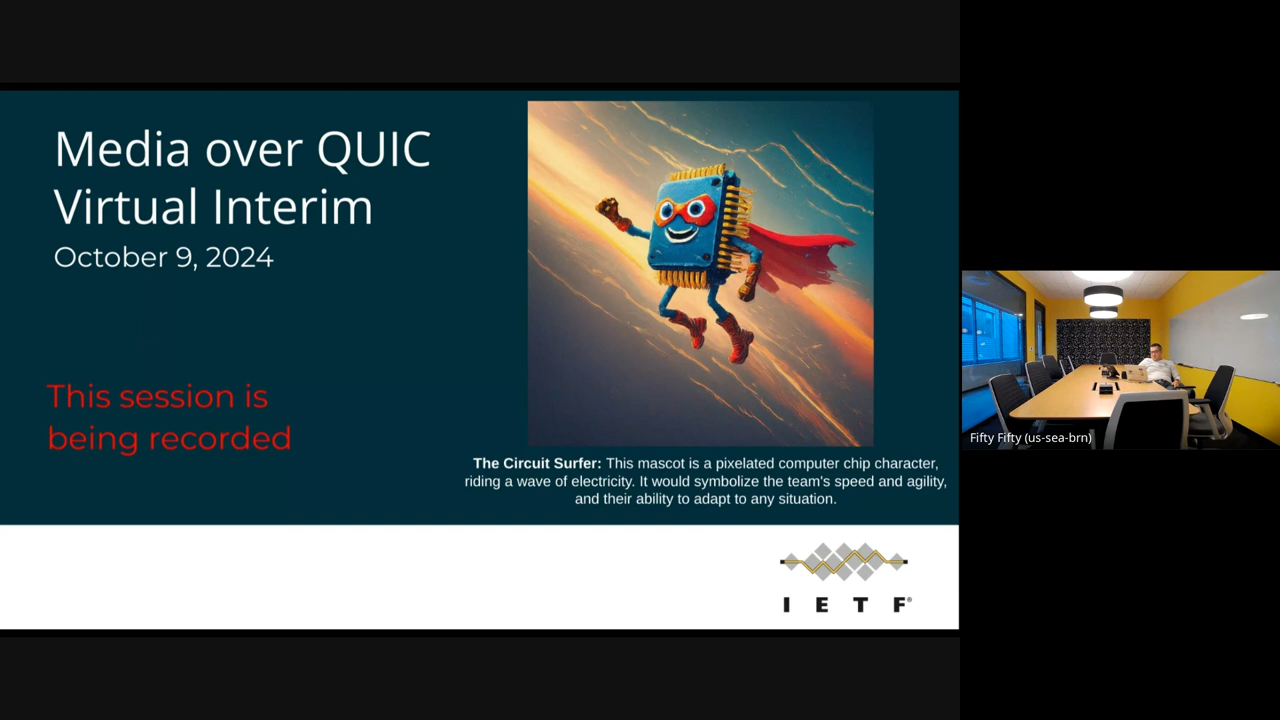 Media over QUIC
Virtual Interim
October 9, 2024
This session is
being recorded
The Circuit Surfer: This mascot is a pixelated computer chip character,
riding a wave of electricity. It would symbolize the team's speed and agility,
and their ability to adapt to any situation.
I E T F®
Fifty Fifty (us-sea-brn)